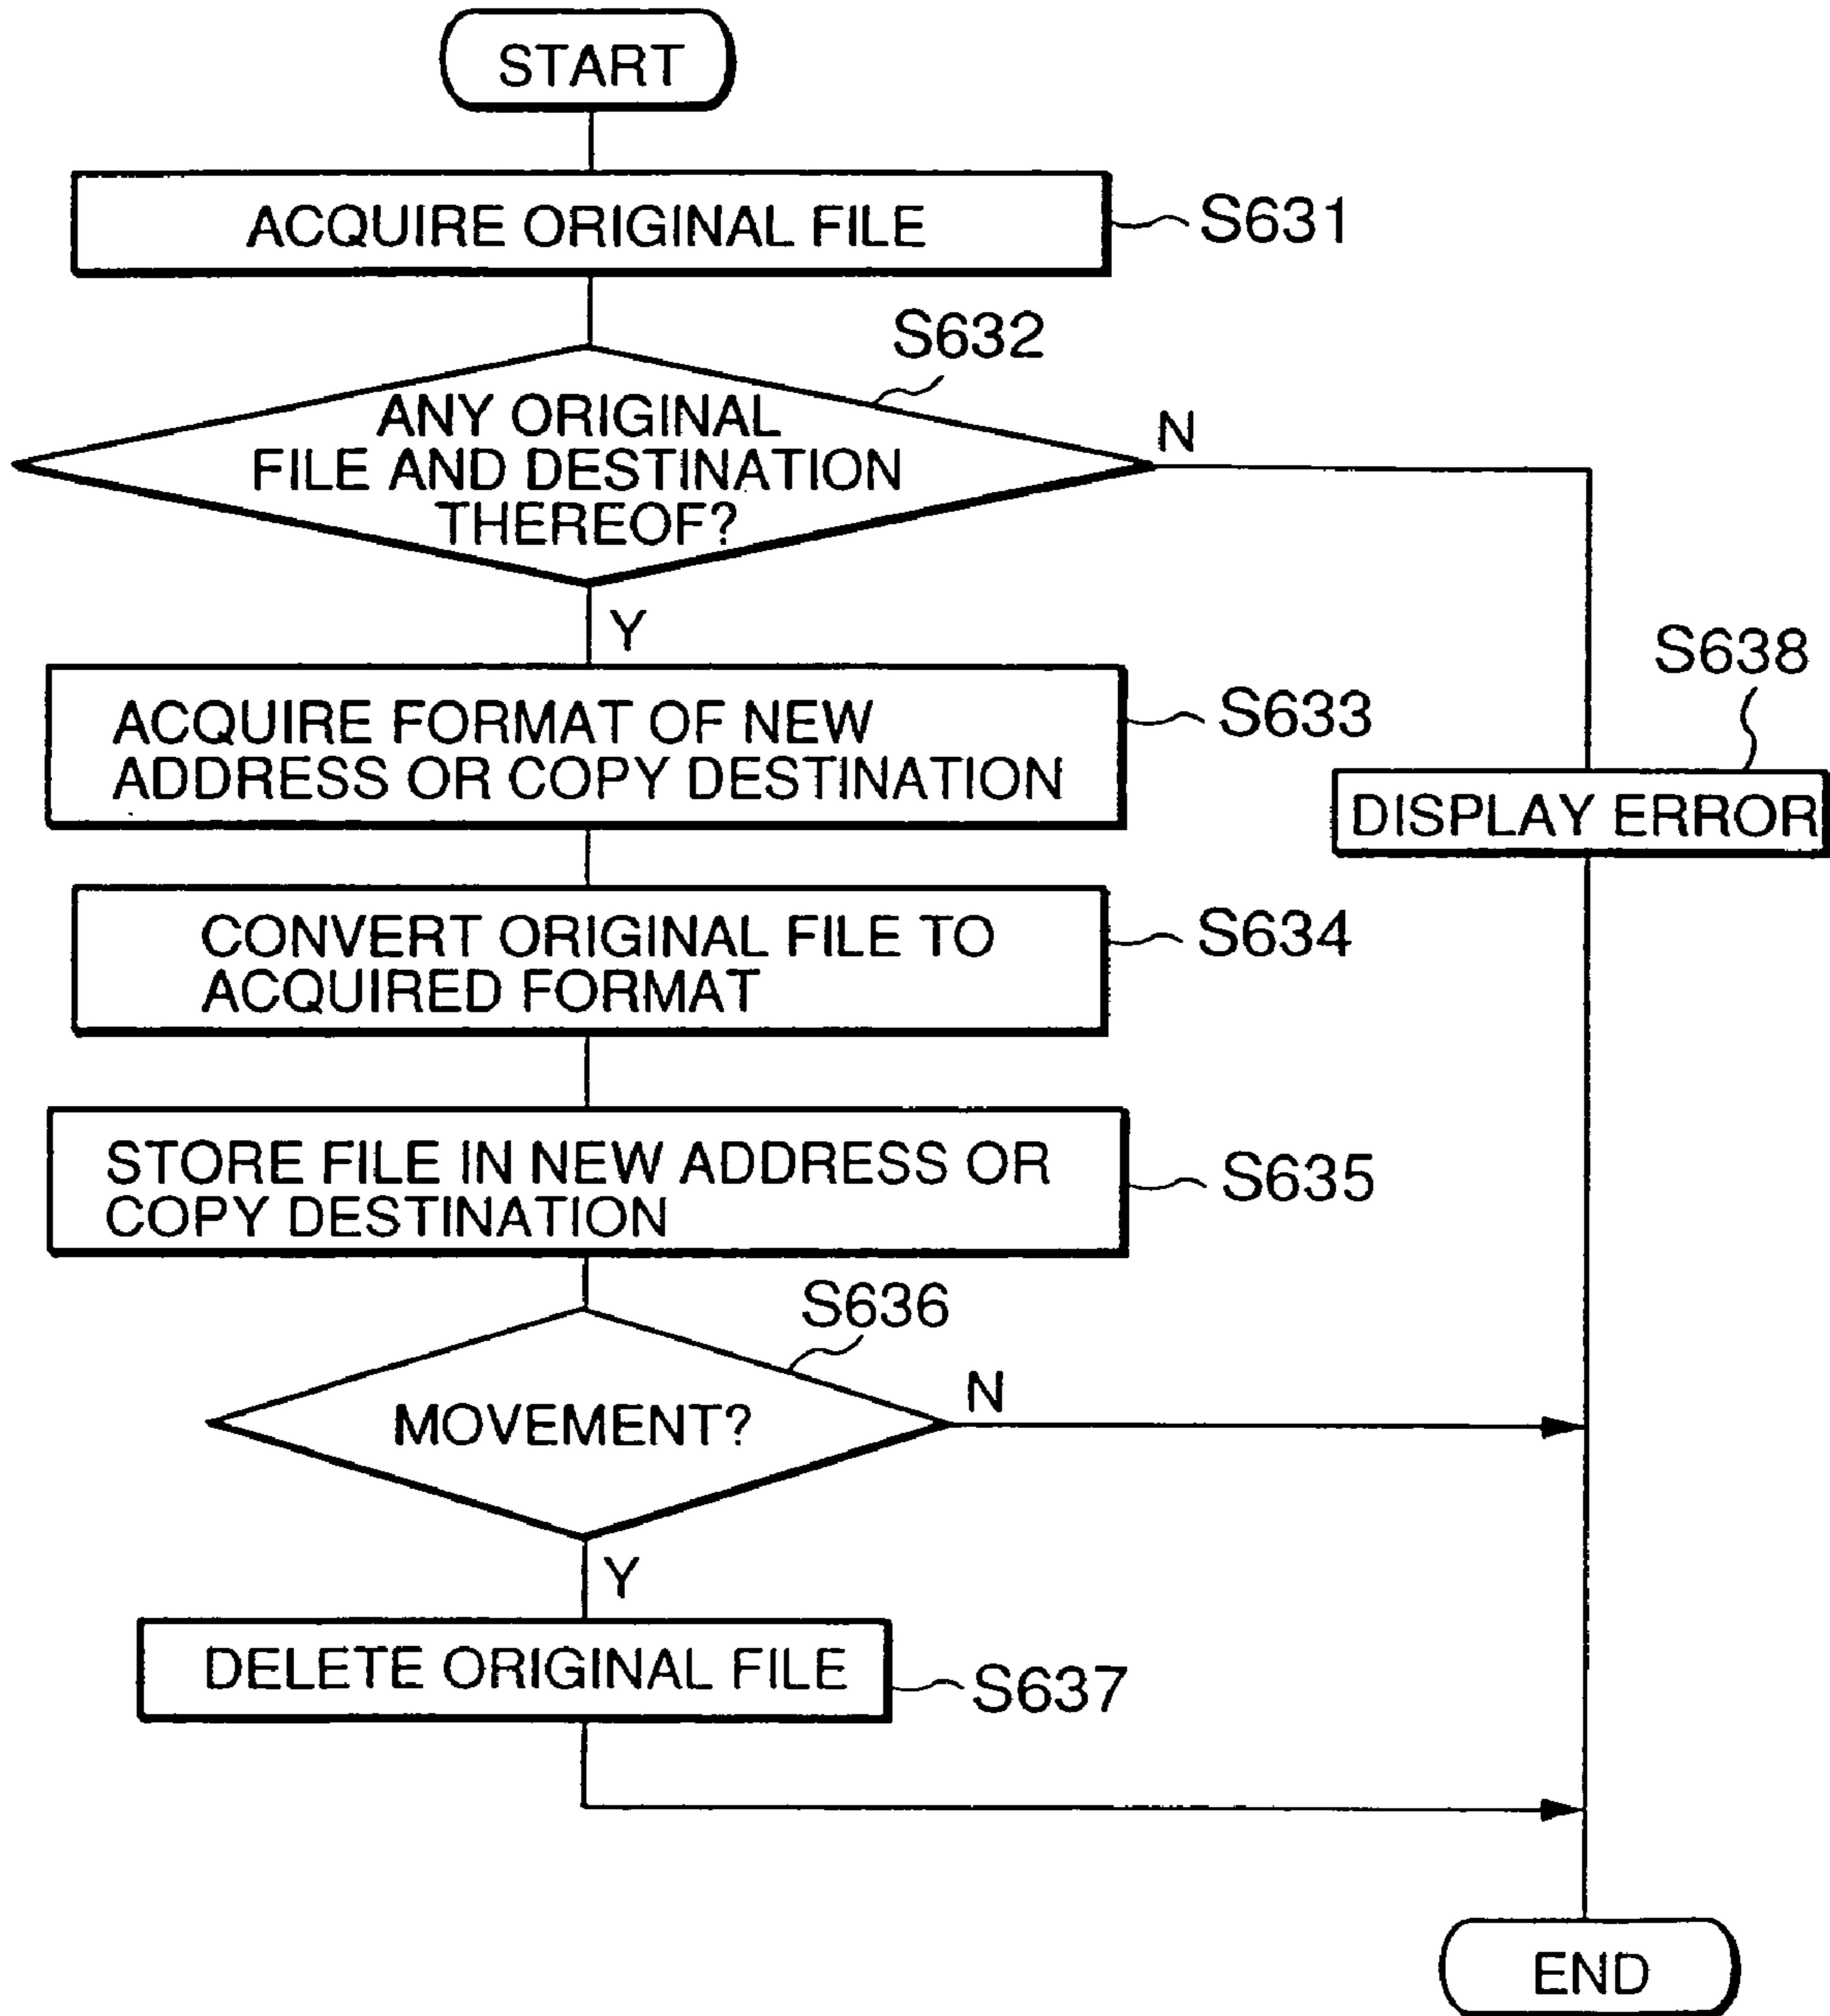 START
ACQUIRE ORIGINAL FILE
S631
S632
ANY ORIGINAL
FILE AND DESTINATION
THEREOF?
N
Y
ACQUIRE FORMAT OF NEW
ADDRESS OR COPY DESTINATION
S633
S638
DISPLAY ERROR
CONVERT ORIGINAL FILE TO
ACQUIRED FORMAT
S634
STORE FILE IN NEW ADDRESS OR
COPY DESTINATION
S635
S636
MOVEMENT?
N
Y
DELETE ORIGINAL FILE
S637
END